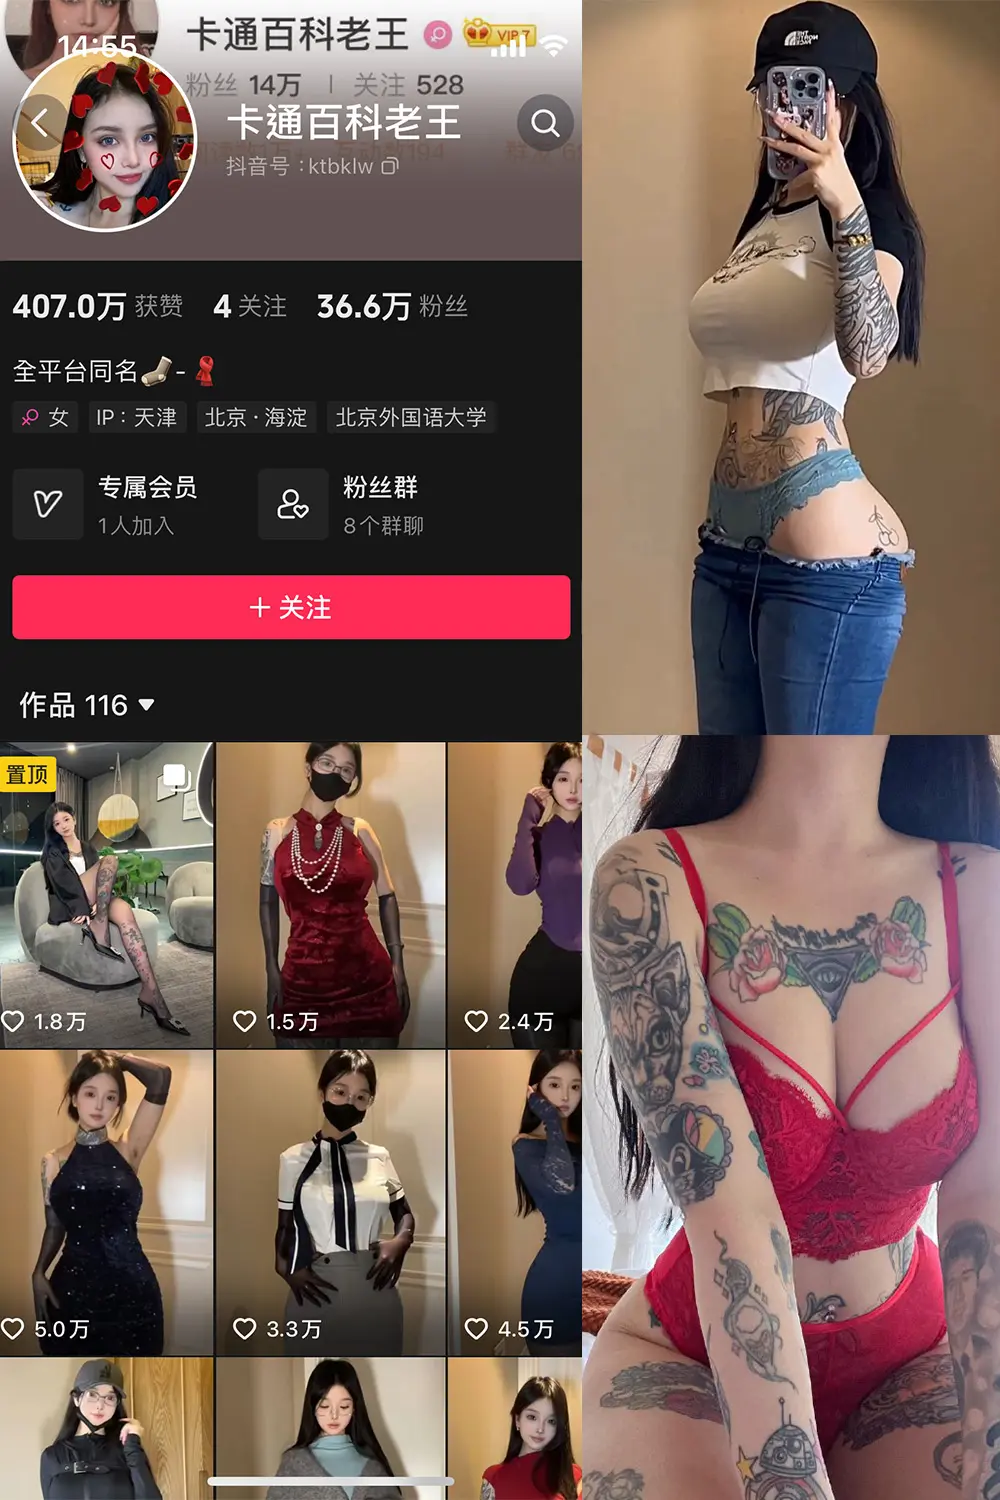 卡通百科老王
VIP7
14:55
粉丝 14万 | 关注 528
卡通百科老王
抖音号：ktbklw
407.0万 获赞 4 关注 36.6万 粉丝
全平台同名 -
女 IP：天津 北京·海淀 北京外国语大学
专属会员
1人加入
粉丝群
8个群聊
+ 关注
作品 116
置顶
1.8万 1.5万 2.4万
5.0万 3.3万 4.5万
THE
NORTH
FACE